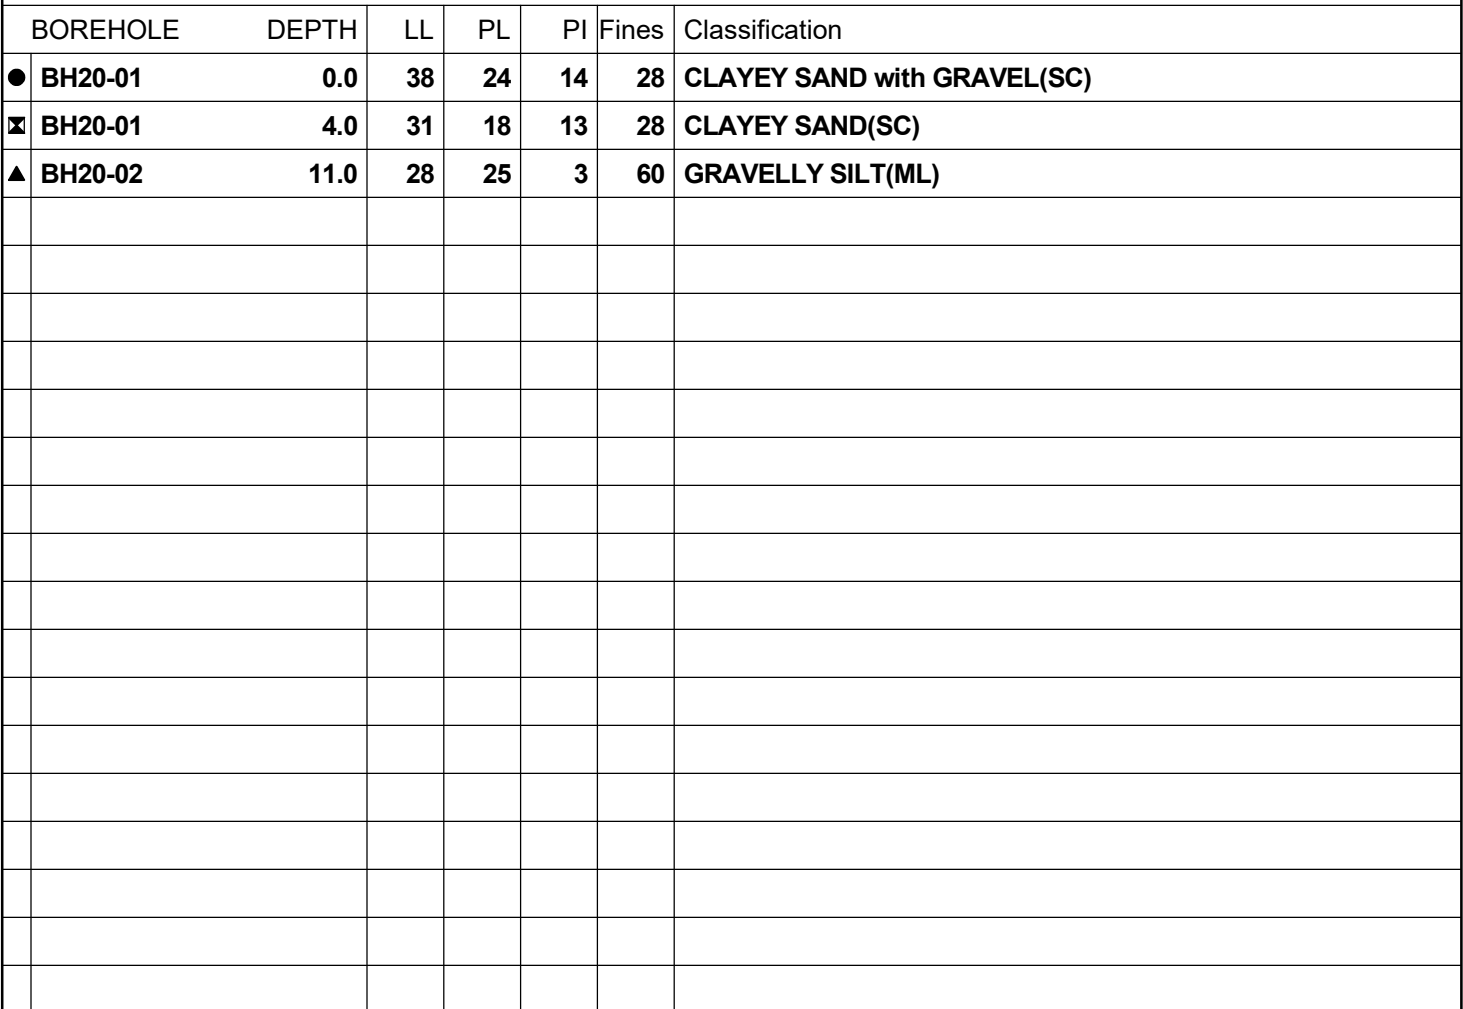 BOREHOLE DEPTH LL PL PI Fines Classification
BH20-01 0.0 38 24 14 28 CLAYEY SAND with GRAVEL(SC)
BH20-01 4.0 31 18 13 28 CLAYEY SAND(SC)
BH20-02 11.0 28 25 3 60 GRAVELLY SILT(ML)